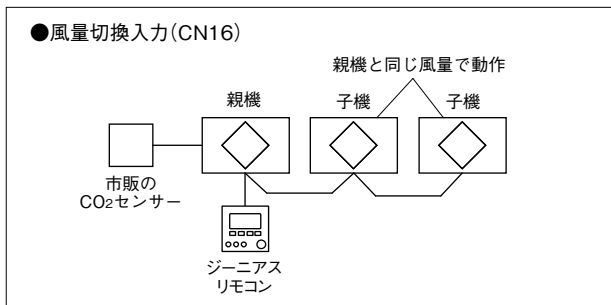 ●風量切換入力(CN16)
親機と同じ風量で動作
親機
子機
子機
市販の
CO2センサー
ジーニアス
リモコン